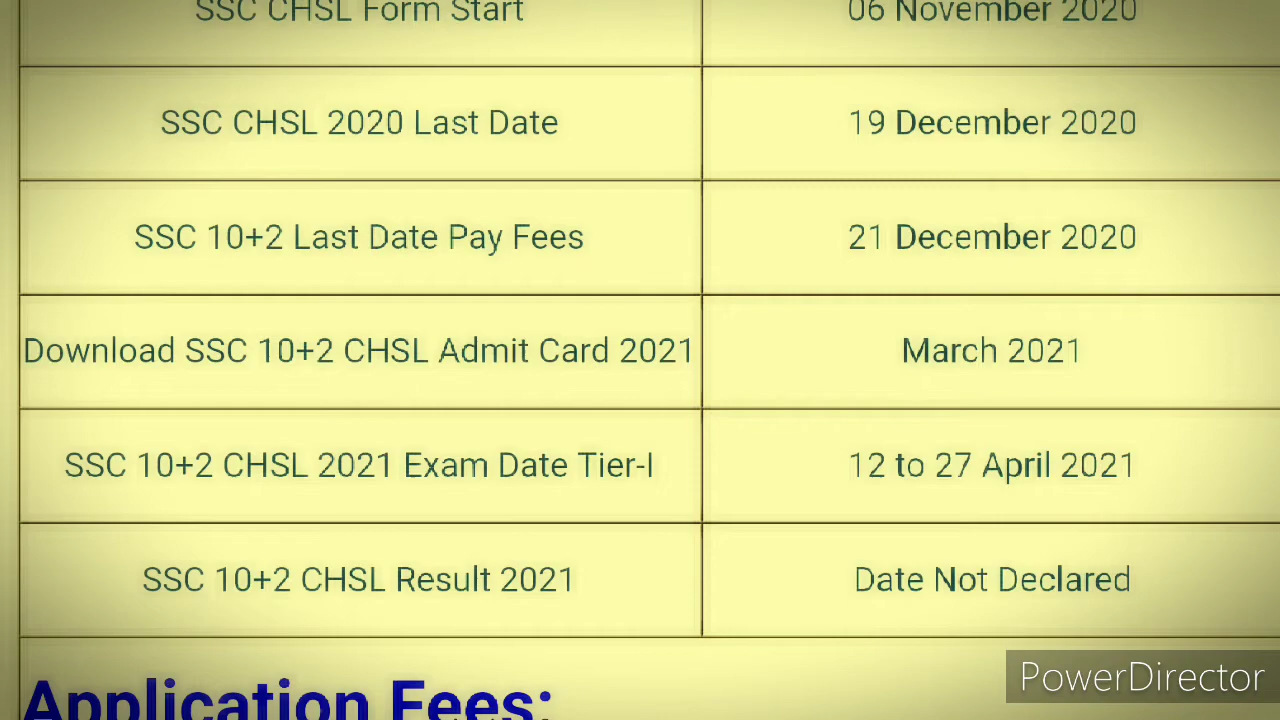 SSC CHSL Form Start 06 November 2020
SSC CHSL 2020 Last Date 19 December 2020
SSC 10+2 Last Date Pay Fees 21 December 2020
Download SSC 10+2 CHSL Admit Card 2021 March 2021
SSC 10+2 CHSL 2021 Exam Date Tier-I 12 to 27 April 2021
SSC 10+2 CHSL Result 2021 Date Not Declared
Application Fees:
PowerDirector